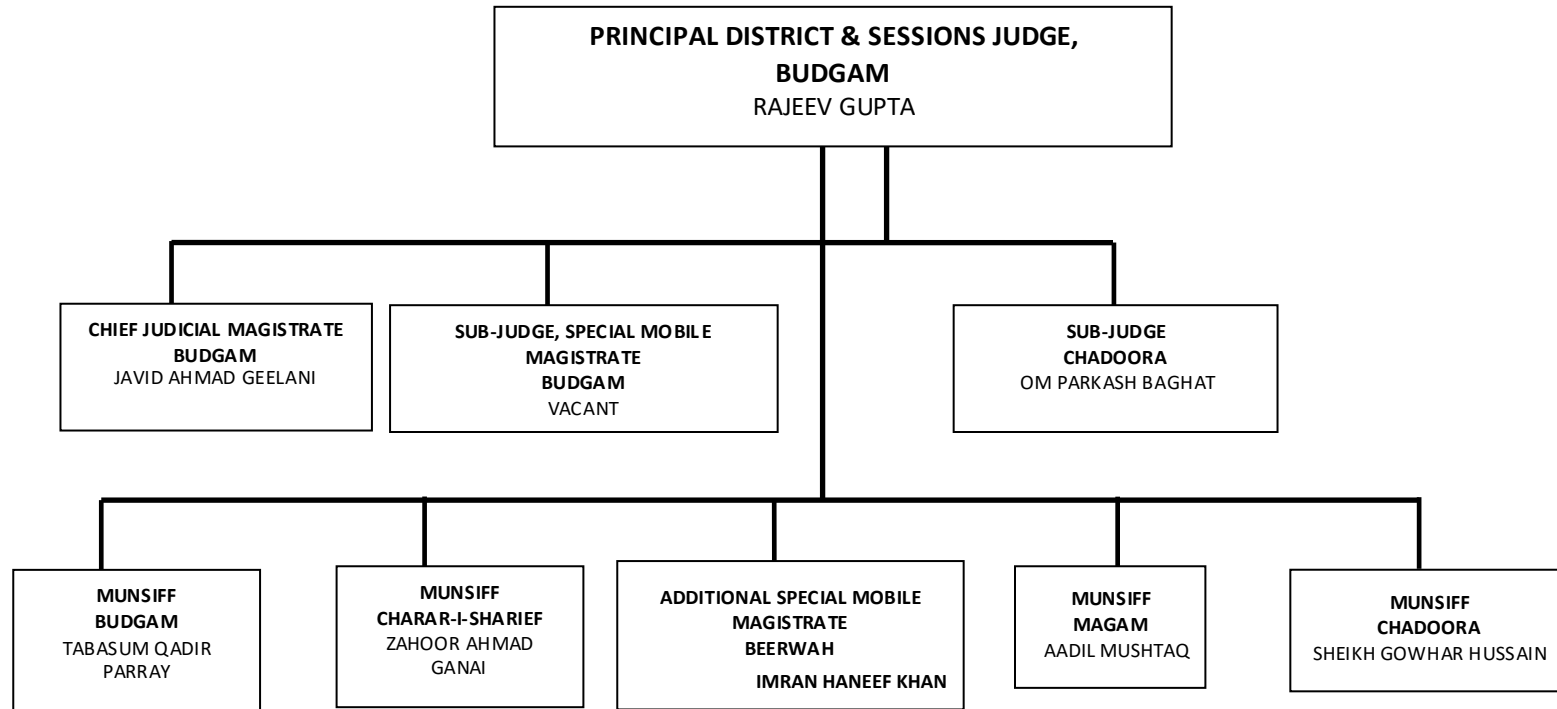 PRINCIPAL DISTRICT & SESSIONS JUDGE,
BUDGAM
RAJEEV GUPTA
CHIEF JUDICIAL MAGISTRATE
BUDGAM
JAVID AHMAD GEELANI
SUB-JUDGE, SPECIAL MOBILE
MAGISTRATE
BUDGAM
VACANT
SUB-JUDGE
CHADOORA
OM PARKASH BAGHAT
MUNSIFF
BUDGAM
TABASUM QADIR
PARRAY
MUNSIFF
CHARAR-I-SHARIEF
ZAHOOR AHMAD
GANAI
ADDITIONAL SPECIAL MOBILE
MAGISTRATE
BEERWAH
IMRAN HANEEF KHAN
MUNSIFF
MAGAM
AADIL MUSHTAQ
MUNSIFF
CHADOORA
SHEIKH GOWHAR HUSSAIN